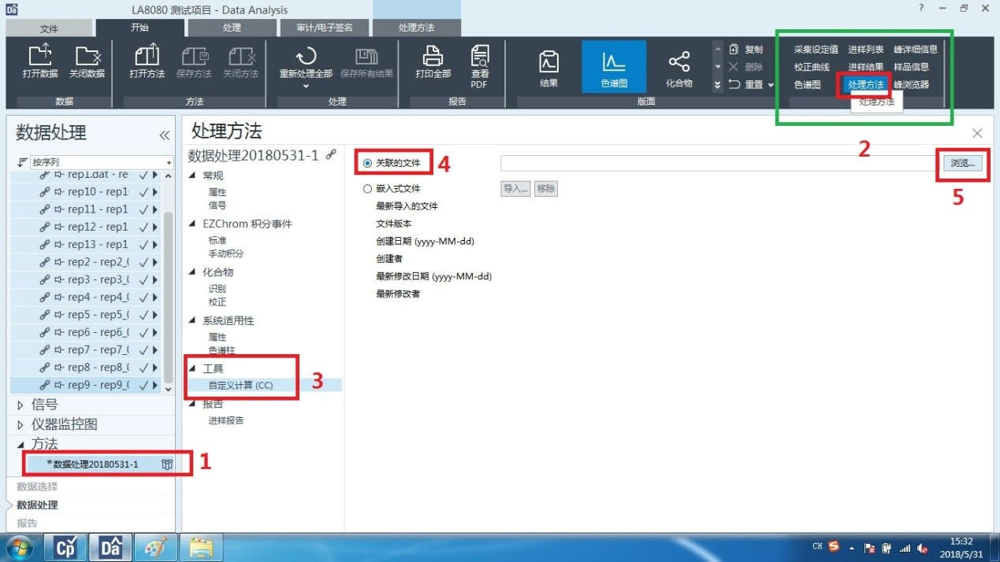 LA8080 测试项目 - Data Analysis
文件 开始 处理 审计/电子签名 处理方法
打开数据 关闭数据 打开方法 保存方法 关闭方法 重新处理全部 保存所有结果 打印全部 查看 PDF 结果 色谱图 化合物
复制
删除
重置
采集设定值 进样列表 峰详细信息
校正曲线 进样结果 样品信息
色谱图 处理方法 峰浏览器
处理方法
数据 方法 处理 报告 版面
2
数据处理
按序列
rep1.dat - re
rep10 - rep1
rep11 - rep1
rep12 - rep1
rep13 - rep1
rep2 - rep2_(
rep3 - rep3_(
rep4 - rep4_(
rep5 - rep5_(
rep6 - rep6_(
rep7 - rep7_(
rep8 - rep8_(
rep9 - rep9_(
信号
仪器监控图
方法
*数据处理20180531-1
1
数据选择
数据处理
报告
处理方法
数据处理20180531-1
常规
属性
信号
EZChrom 积分事件
标准
手动积分
化合物
识别
校正
系统适用性
属性
色谱柱
工具
自定义计算 (CC)
3
报告
进样报告
关联的文件
4
浏览...
5
嵌入式文件 导入... 移除
最新导入的文件
文件版本
创建日期 (yyyy-MM-dd)
创建者
最新修改日期 (yyyy-MM-dd)
最新修改者
Cp Da CH 15:32
2018/5/31